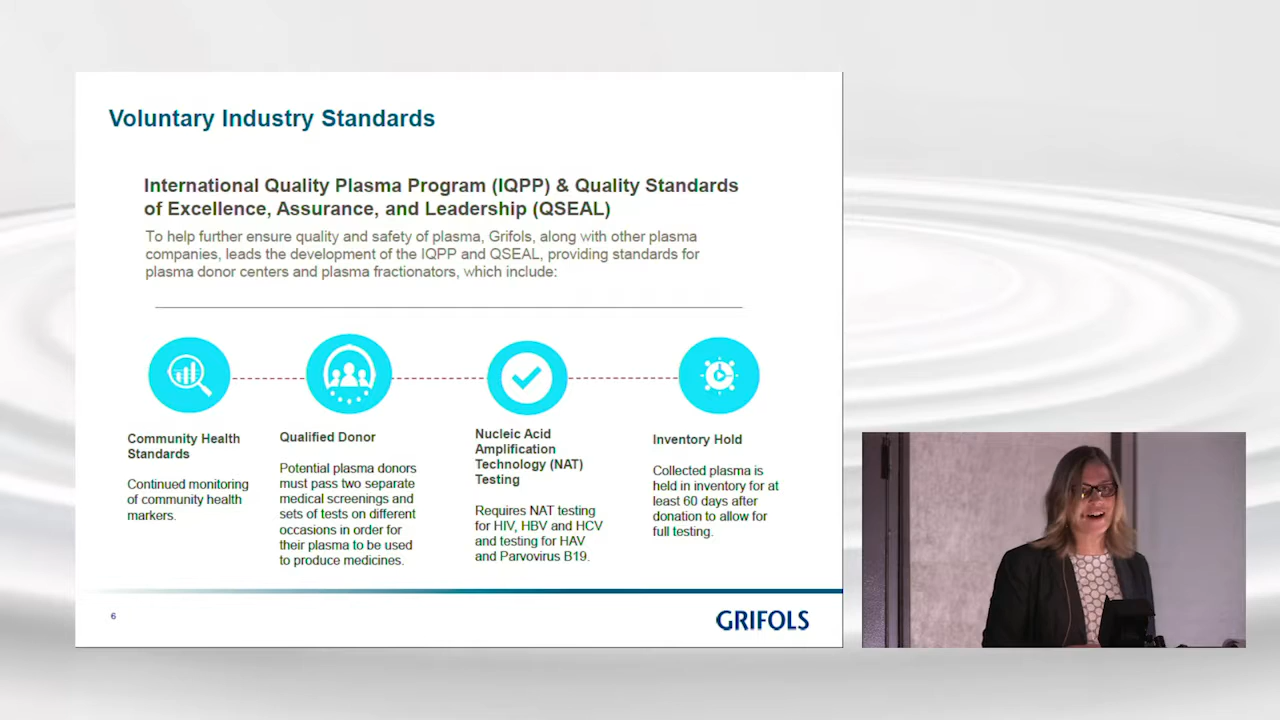 Voluntary Industry Standards
International Quality Plasma Program (IQPP) & Quality Standards
of Excellence, Assurance, and Leadership (QSEAL)
To help further ensure quality and safety of plasma, Grifols, along with other plasma
companies, leads the development of the IQPP and QSEAL, providing standards for
plasma donor centers and plasma fractionators, which include:
Community Health
Standards
Continued monitoring
of community health
markers.
Qualified Donor
Potential plasma donors
must pass two separate
medical screenings and
sets of tests on different
occasions in order for
their plasma to be used
to produce medicines.
Nucleic Acid
Amplification
Technology (NAT)
Testing
Requires NAT testing
for HIV, HBV and HCV
and testing for HAV
and Parvovirus B19.
Inventory Hold
Collected plasma is
held in inventory for at
least 60 days after
donation to allow for
full testing.
6
GRIFOLS